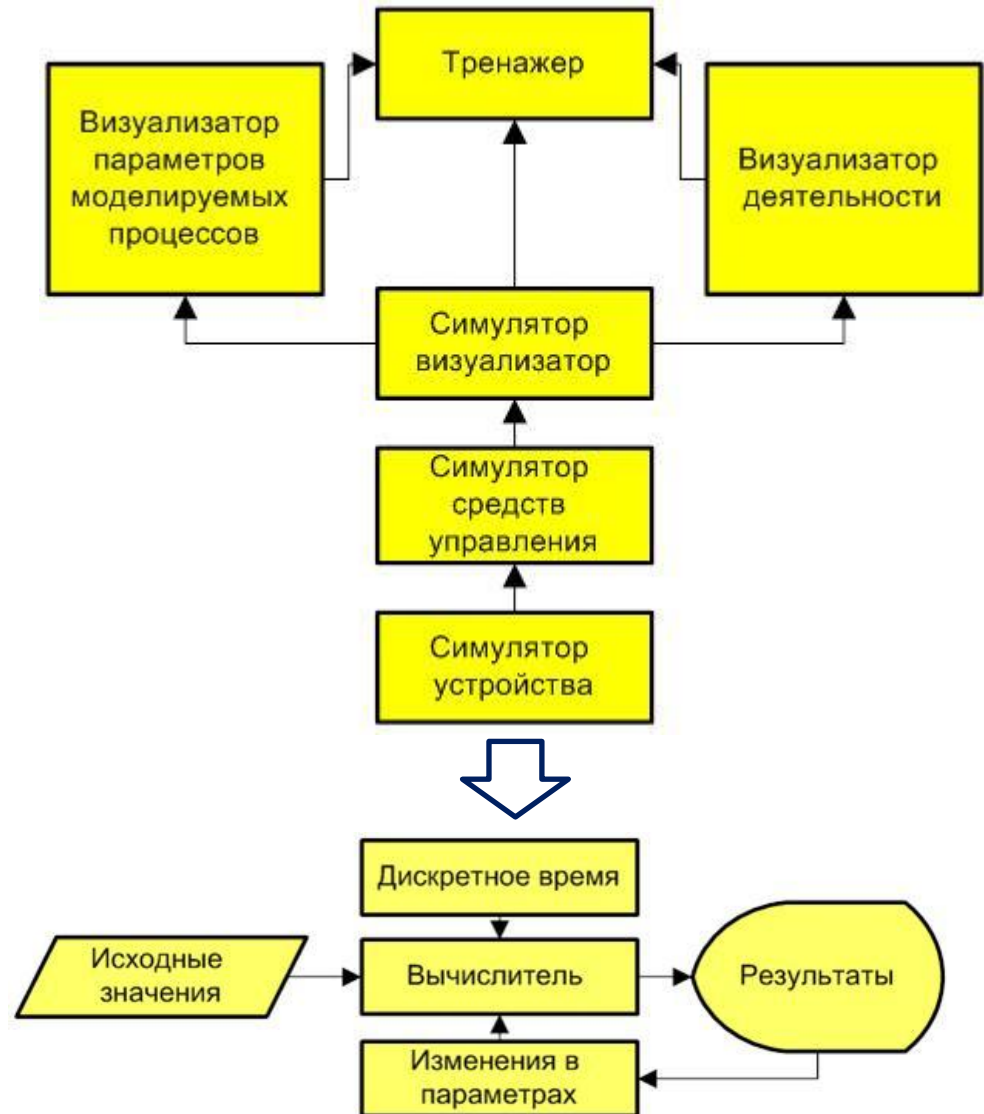 Тренажер
Визуализатор
параметров
моделируемых
процессов
Визуализатор
деятельности
Симулятор
визуализатор
Симулятор
средств
управления
Симулятор
устройства
Дискретное время
Исходные
значения
Вычислитель
Результаты
Изменения в
параметрах